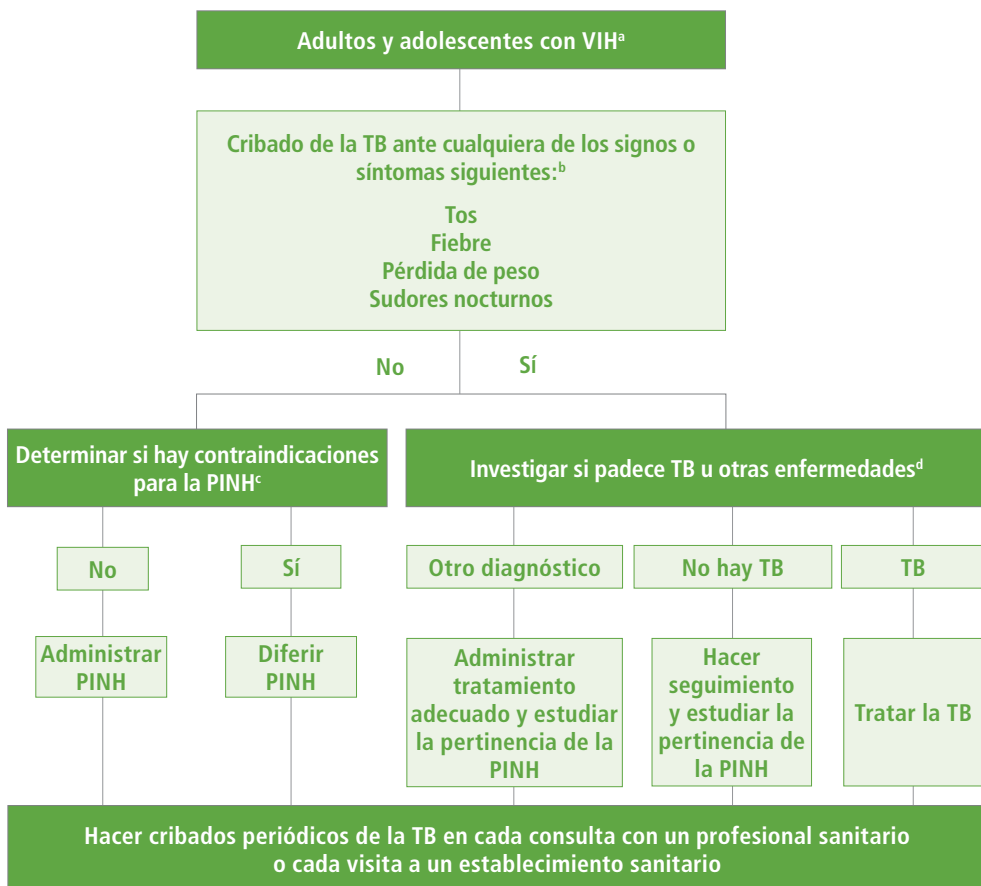 Adultos y adolescentes con VIHᵃ
Cribado de la TB ante cualquiera de los signos o
síntomas siguientes:ᵇ
Tos
Fiebre
Pérdida de peso
Sudores nocturnos
No
Sí
Determinar si hay contraindicaciones
para la PINHᶜ
Investigar si padece TB u otras enfermedadesᵈ
No
Sí
Otro diagnóstico
No hay TB
TB
Administrar
PINH
Diferir
PINH
Administrar
tratamiento
adecuado y estudiar
la pertinencia de la
PINH
Hacer
seguimiento
y estudiar la
pertinencia de
la PINH
Tratar la TB
Hacer cribados periódicos de la TB en cada consulta con un profesional sanitario
o cada visita a un establecimiento sanitario